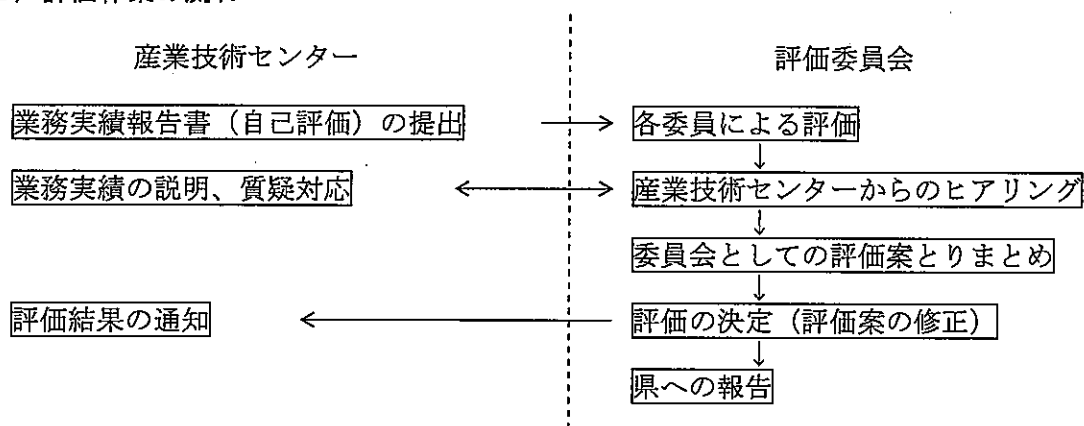 産業技術センター 評価委員会
業務実績報告書（自己評価）の提出 → 各委員による評価
↓
業務実績の説明、質疑対応 ↔ 産業技術センターからのヒアリング
↓
委員会としての評価案とりまとめ
↓
評価結果の通知 ← 評価の決定（評価案の修正）
↓
県への報告